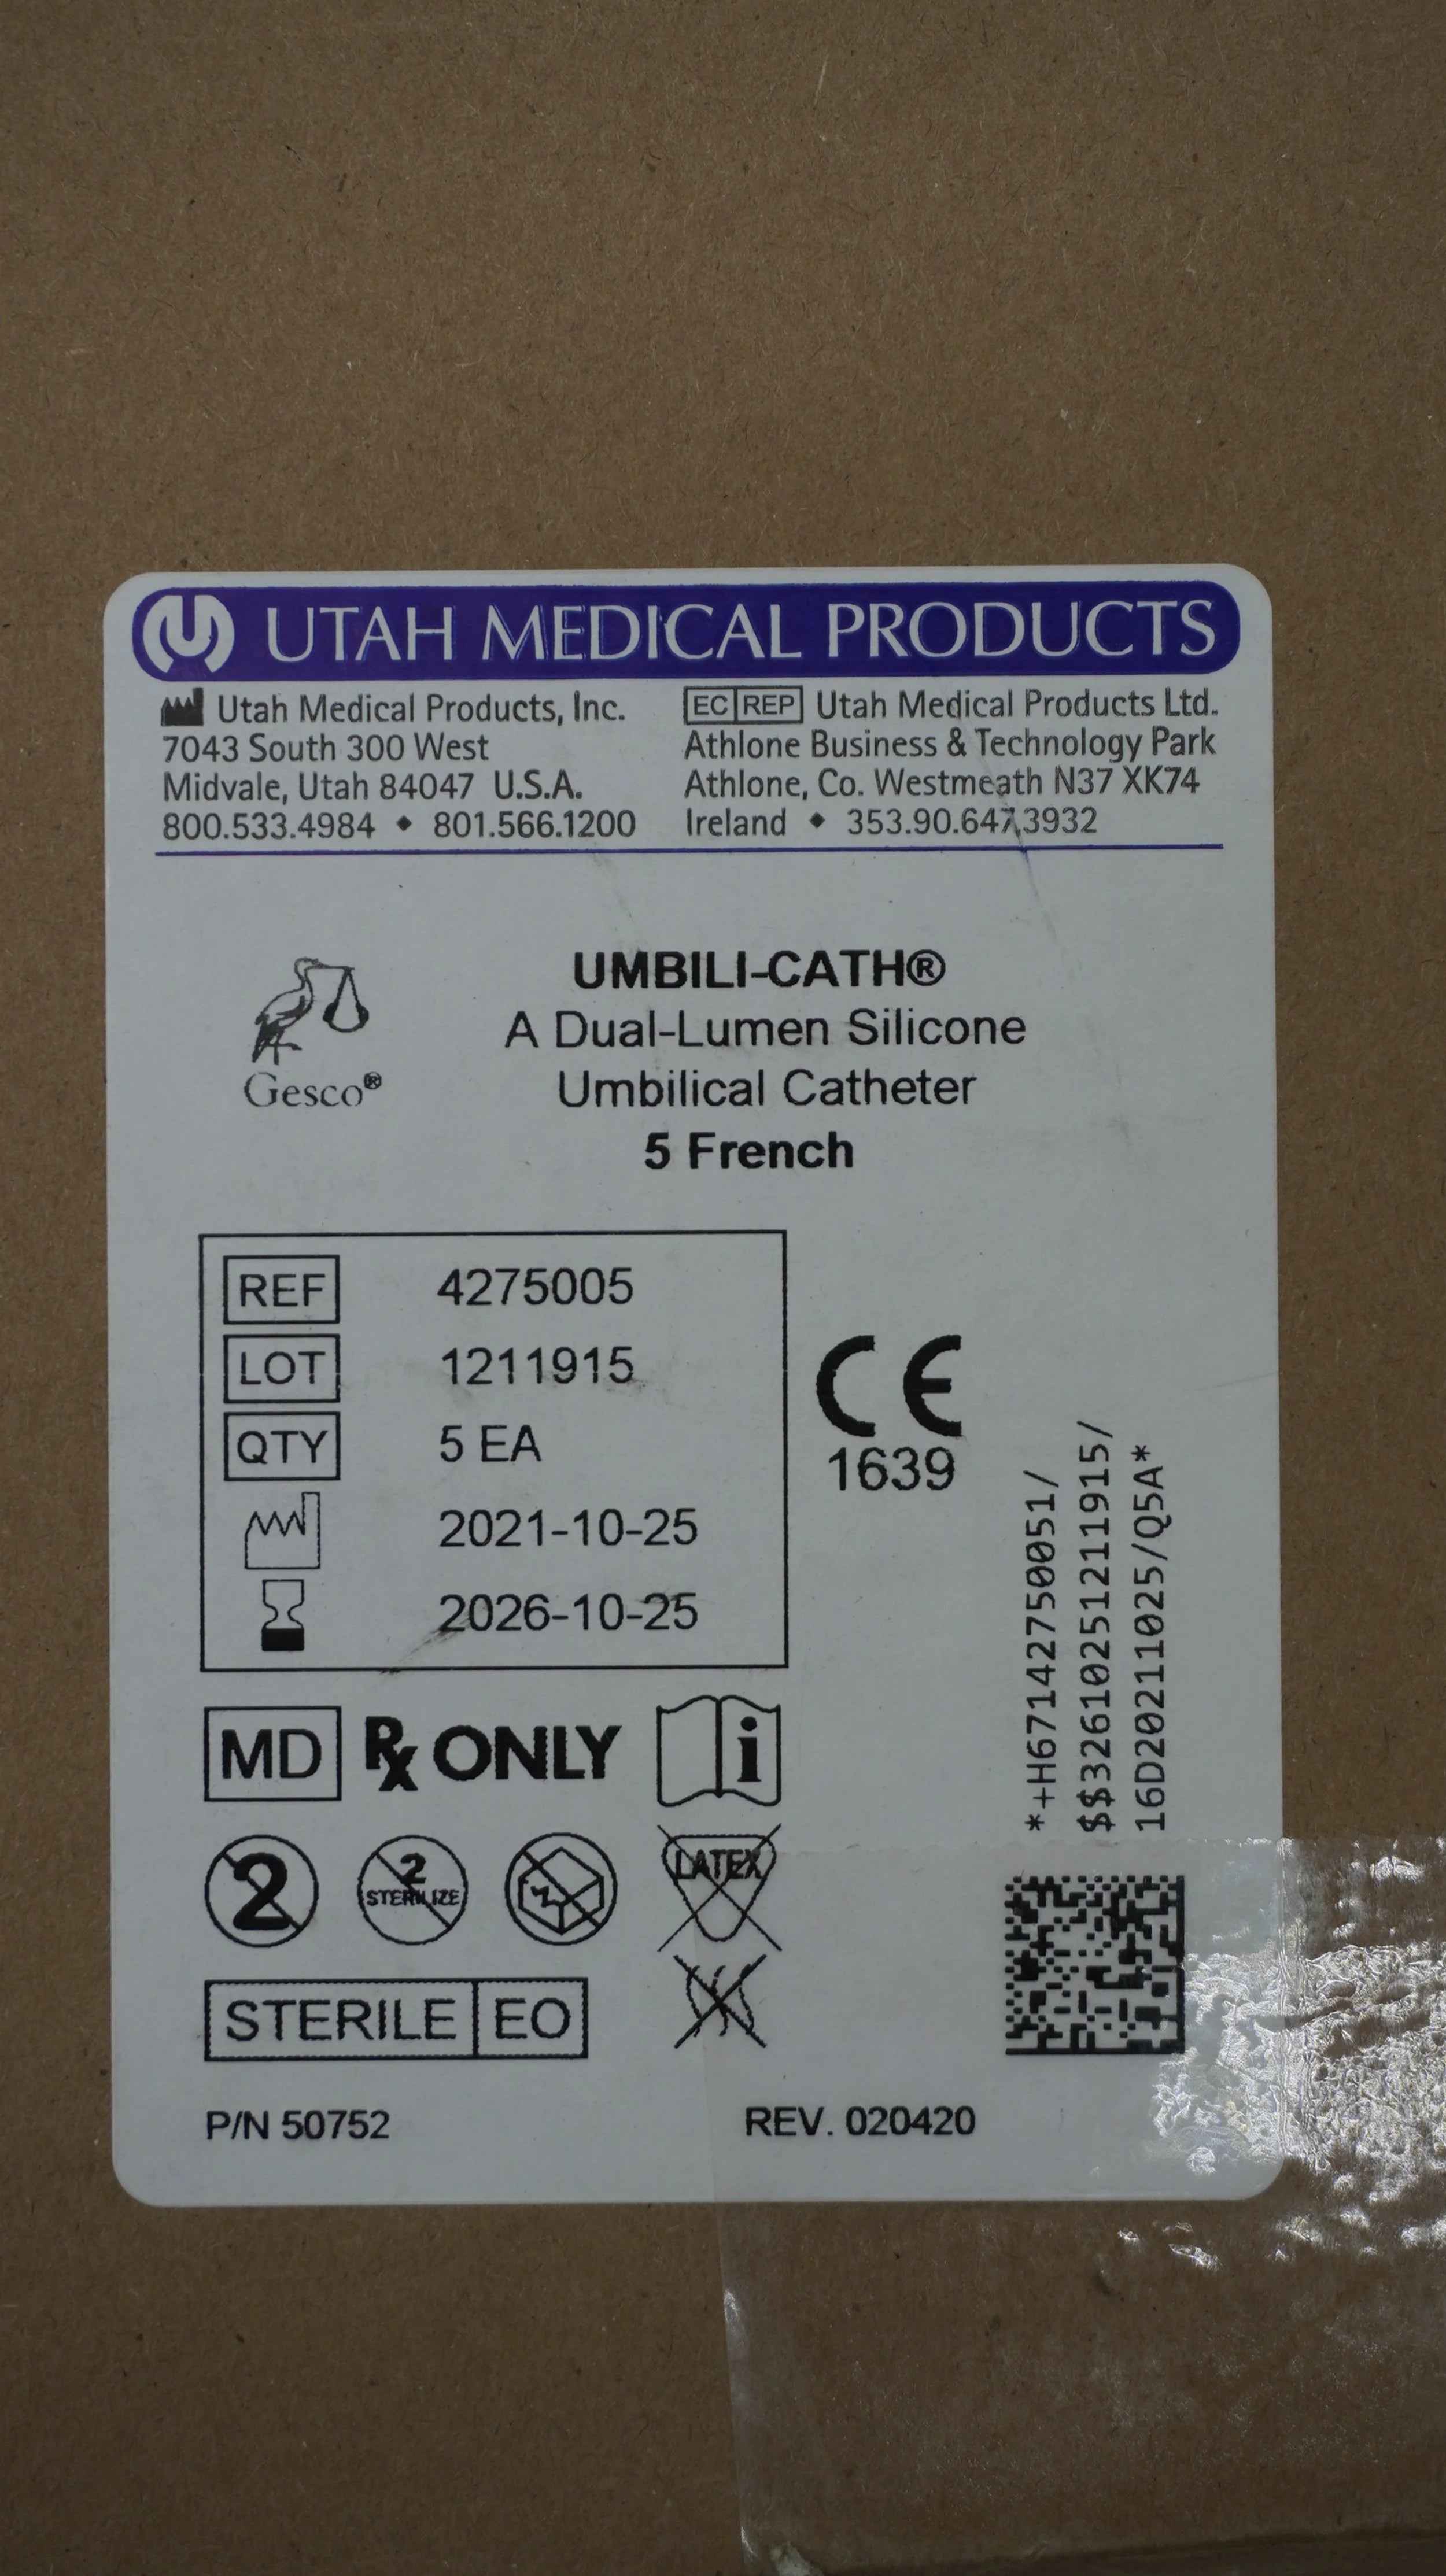 UTAH MEDICAL PRODUCTS
Utah Medical Products, Inc.
7043 South 300 West
Midvale, Utah 84047 U.S.A.
800.533.4984 ◆ 801.566.1200
EC REP Utah Medical Products Ltd.
Athlone Business & Technology Park
Athlone, Co. Westmeath N37 XK74
Ireland ◆ 353.90.647.3932
Gesco®
UMBILI-CATH®
A Dual-Lumen Silicone
Umbilical Catheter
5 French
REF 4275005
LOT 1211915
QTY 5 EA
2021-10-25
2026-10-25
CE
1639
*+H67142750051/
$$32610251211915/
16D20211025/Q5A*
MD Rx ONLY i
2
2
STERILIZE
LATEX
STERILE EO
P/N 50752
REV. 020420